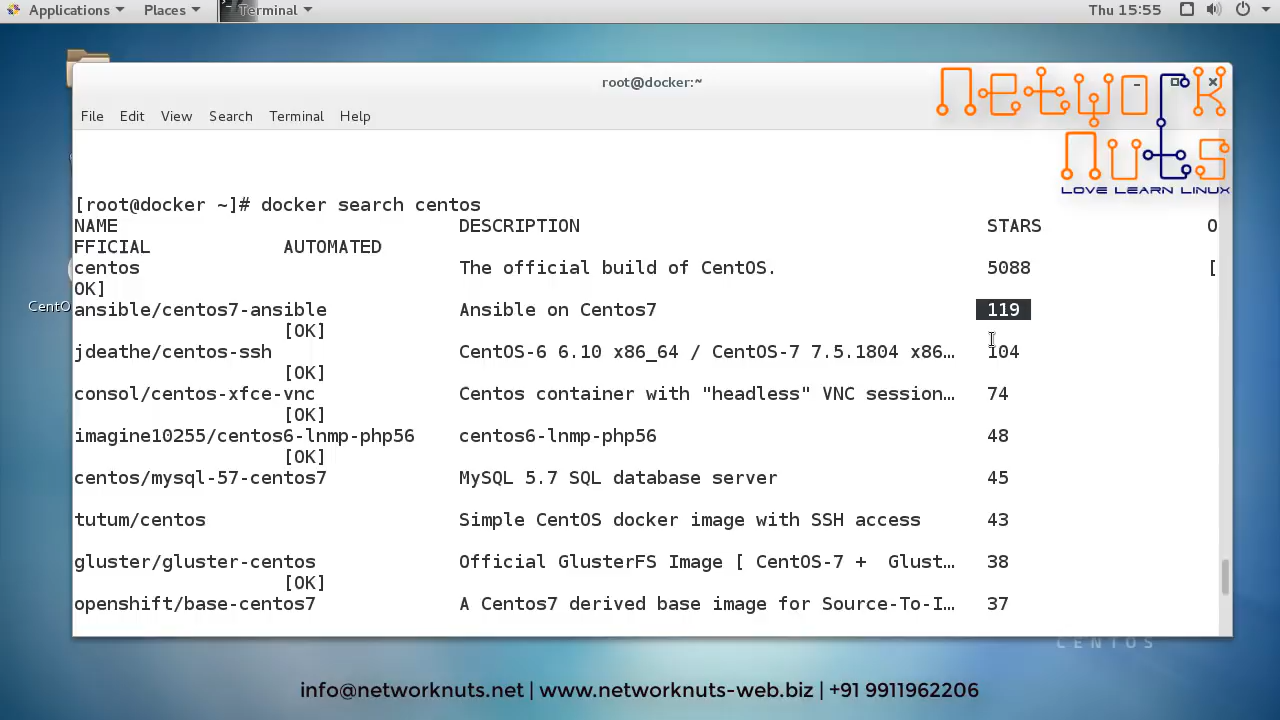 Applications Places Terminal Thu 15:55
root@docker:~
File Edit View Search Terminal Help
NETWORK
NUTS
LOVE LEARN LINUX
[root@docker ~]# docker search centos
NAME DESCRIPTION STARS O
FFICIAL AUTOMATED
centos The official build of CentOS. 5088 [
OK]
ansible/centos7-ansible Ansible on Centos7 119
[OK]
jdeathe/centos-ssh CentOS-6 6.10 x86_64 / CentOS-7 7.5.1804 x86… 104
[OK]
consol/centos-xfce-vnc Centos container with "headless" VNC session… 74
[OK]
imagine10255/centos6-lnmp-php56 centos6-lnmp-php56 48
[OK]
centos/mysql-57-centos7 MySQL 5.7 SQL database server 45
tutum/centos Simple CentOS docker image with SSH access 43
gluster/gluster-centos Official GlusterFS Image [ CentOS-7 + Glust… 38
[OK]
openshift/base-centos7 A Centos7 derived base image for Source-To-I… 37
CentO
CENTOS
info@networknuts.net | www.networknuts-web.biz | +91 9911962206